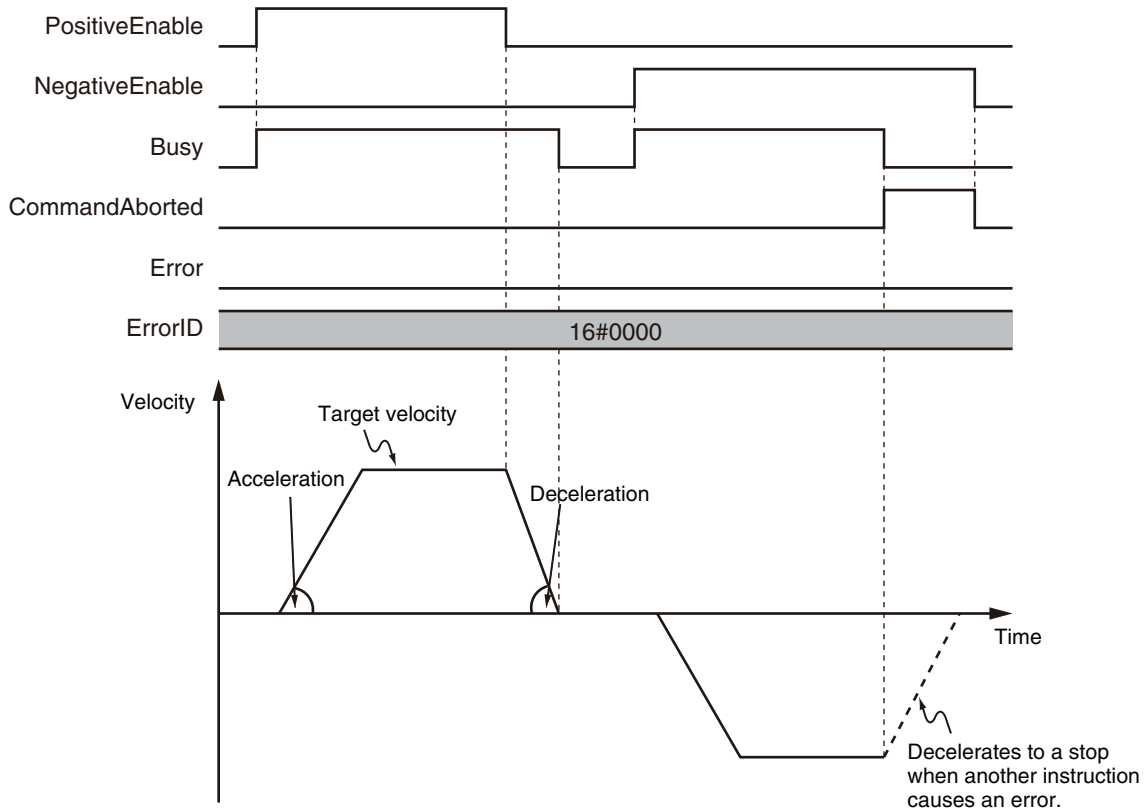 PositiveEnable
NegativeEnable
Busy
CommandAborted
Error
ErrorID
16#0000
Velocity
Target velocity
Acceleration
Deceleration
Time
Decelerates to a stop
when another instruction
causes an error.